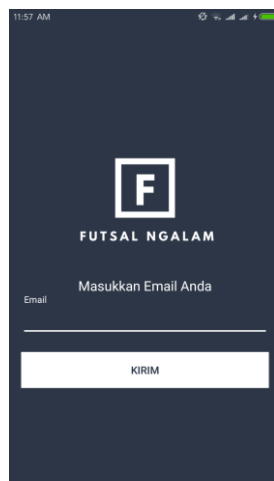 11:57 AM
F
FUTSAL NGALAM
Masukkan Email Anda
Email
KIRIM